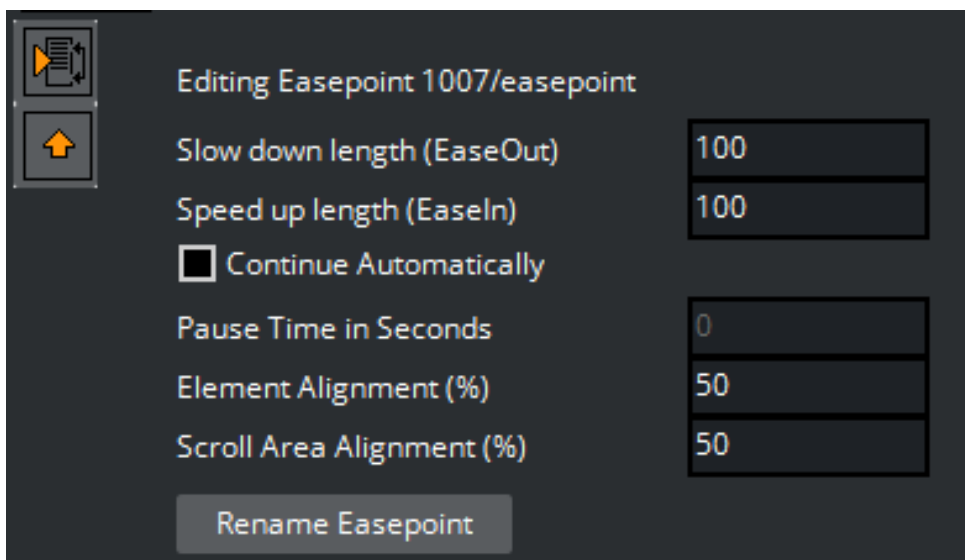 Editing Easepoint 1007/easepoint
Slow down length (EaseOut) 100
Speed up length (EaseIn) 100
Continue Automatically
Pause Time in Seconds 0
Element Alignment (%) 50
Scroll Area Alignment (%) 50
Rename Easepoint